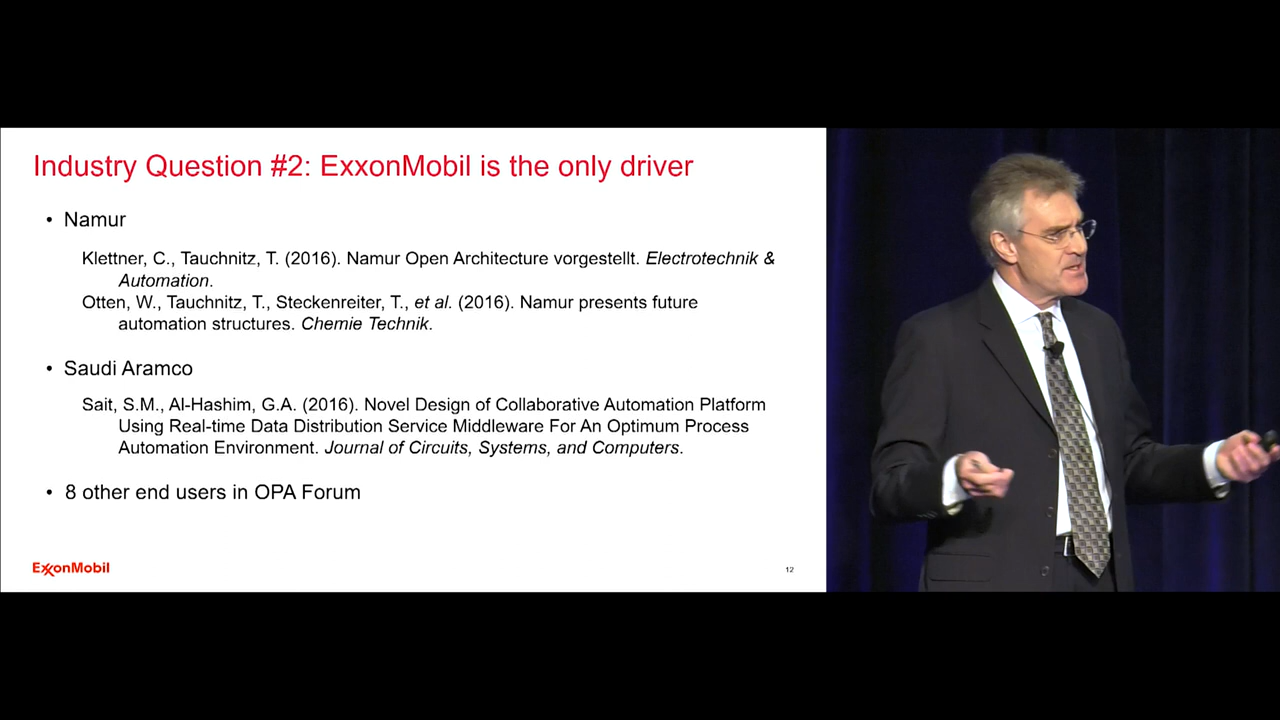 Industry Question #2: ExxonMobil is the only driver
• Namur
Klettner, C., Tauchnitz, T. (2016). Namur Open Architecture vorgestellt. Electrotechnik &
Automation.
Otten, W., Tauchnitz, T., Steckenreiter, T., et al. (2016). Namur presents future
automation structures. Chemie Technik.
• Saudi Aramco
Sait, S.M., Al-Hashim, G.A. (2016). Novel Design of Collaborative Automation Platform
Using Real-time Data Distribution Service Middleware For An Optimum Process
Automation Environment. Journal of Circuits, Systems, and Computers.
• 8 other end users in OPA Forum
ExxonMobil
12